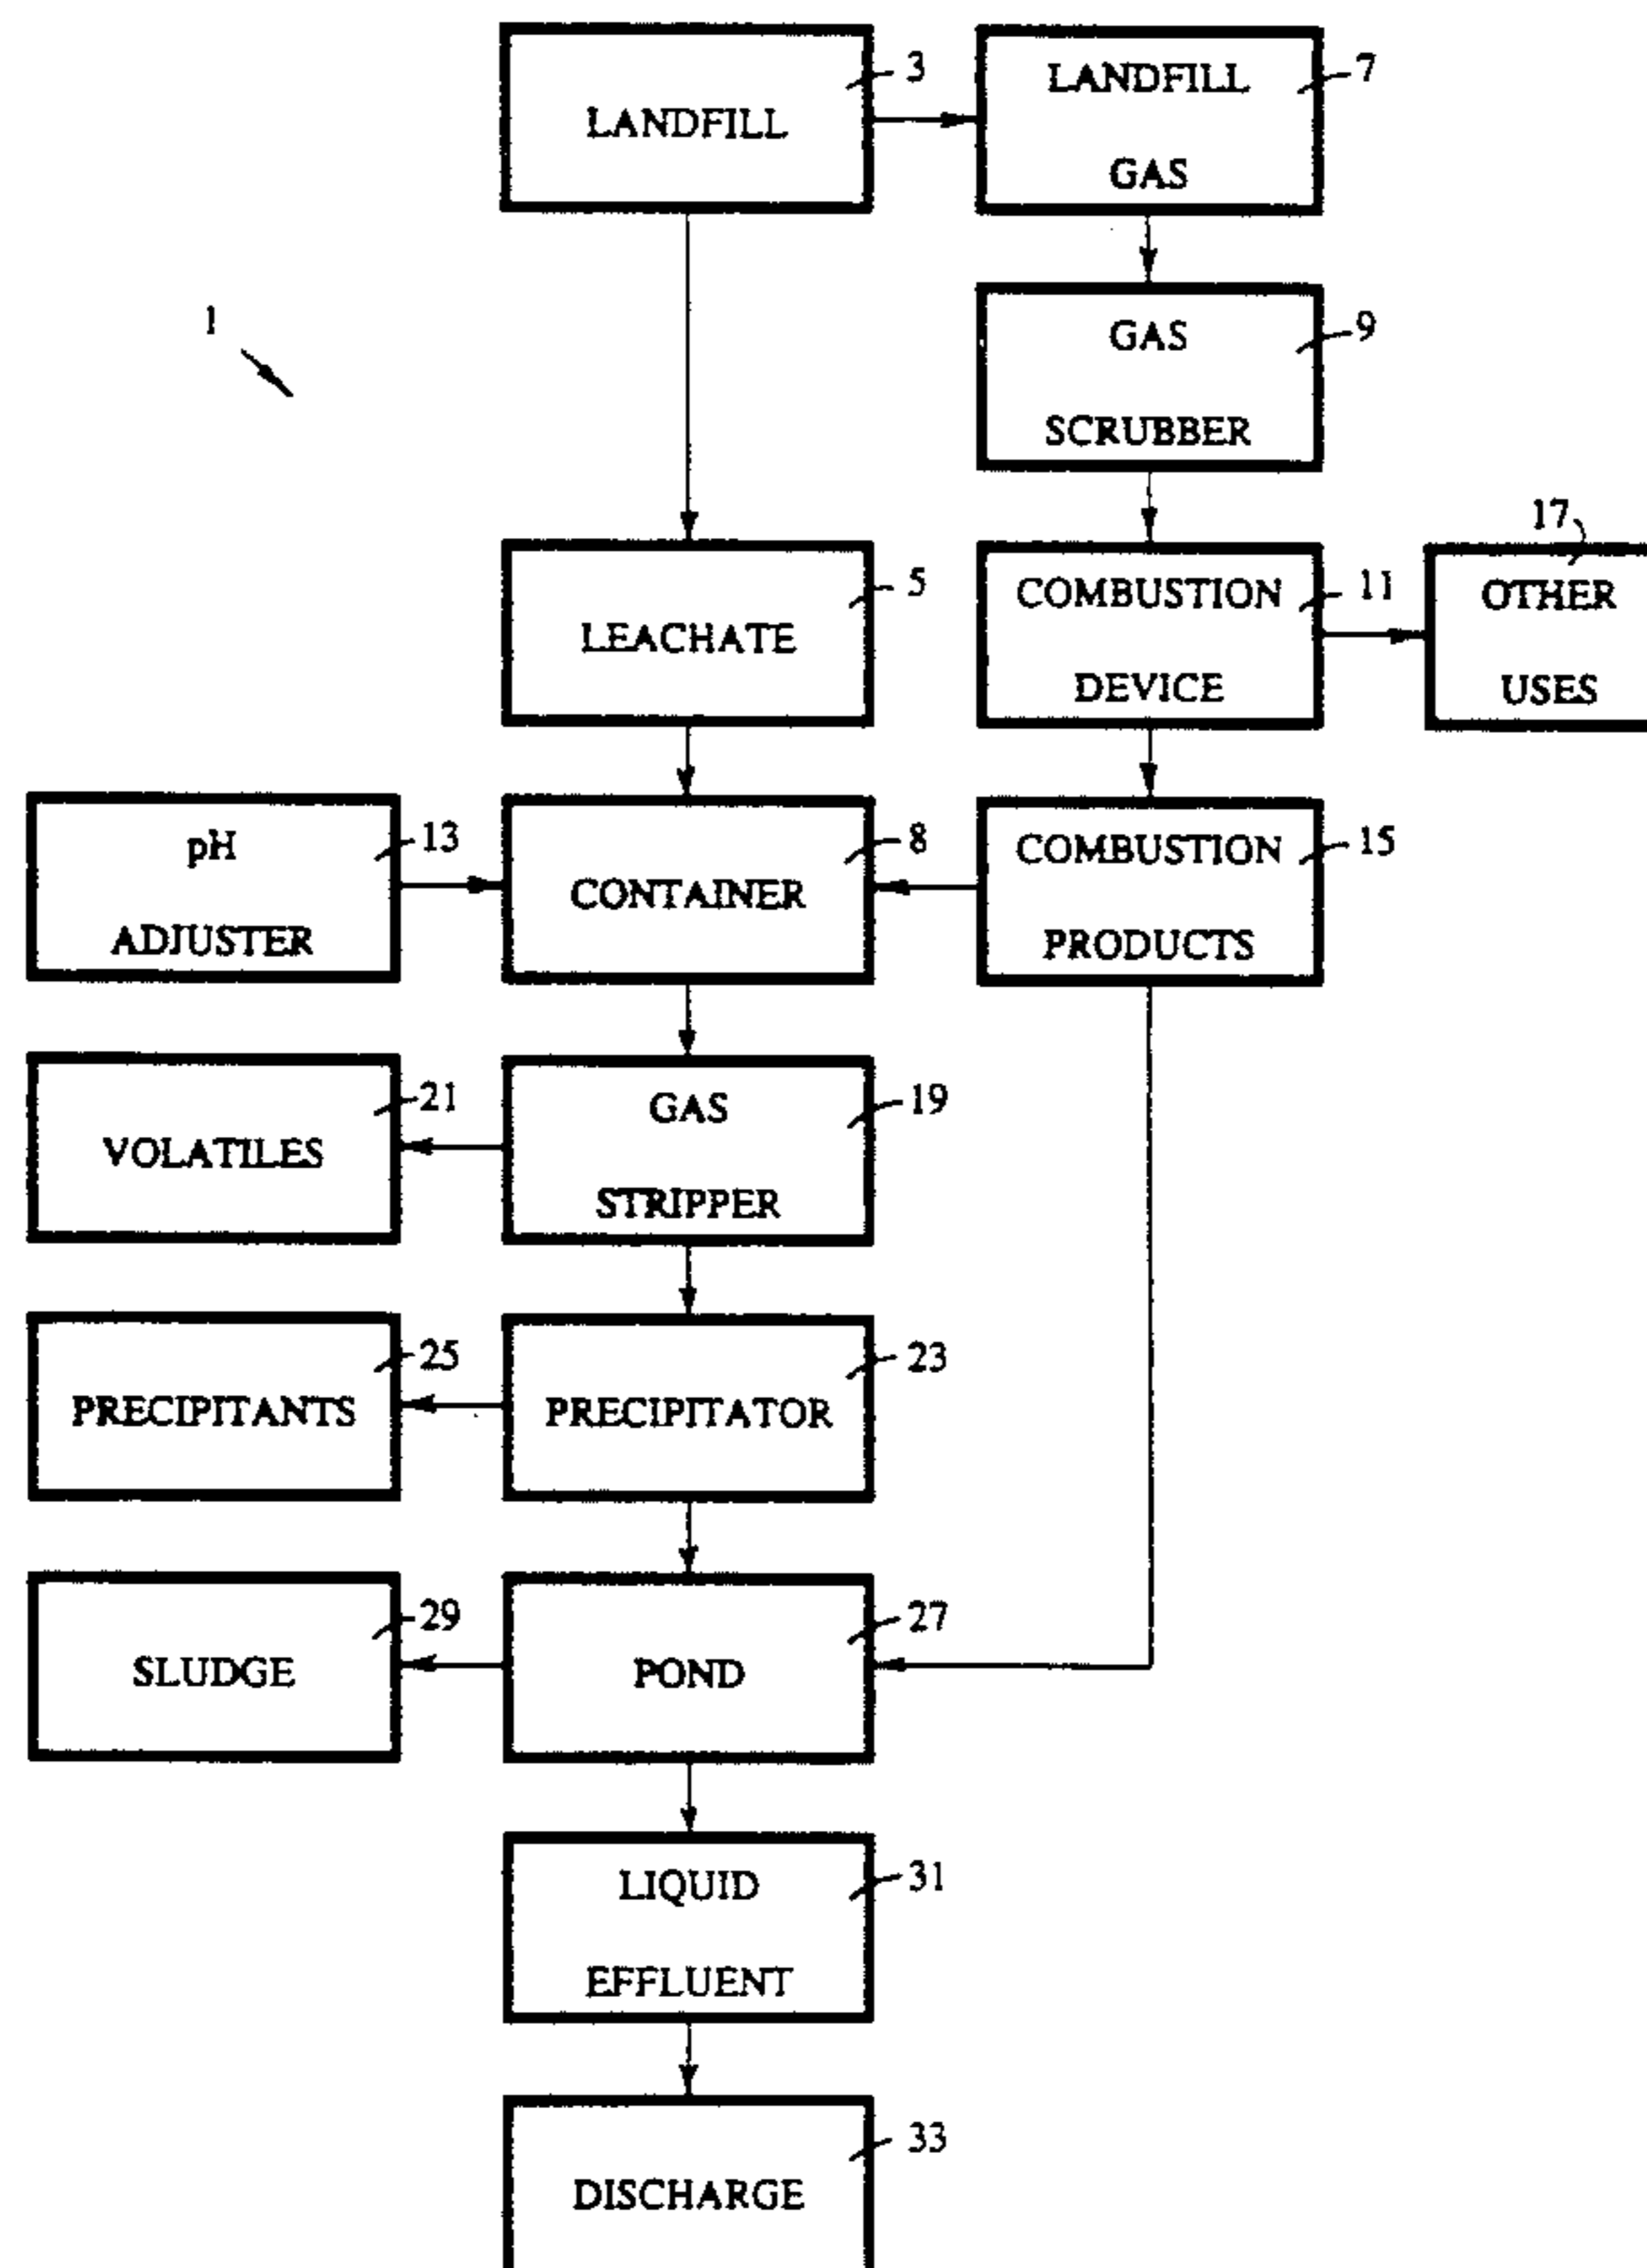 3
LANDFILL
7
LANDFILL
GAS
1
9
GAS
SCRUBBER
5
LEACHATE
11
COMBUSTION
DEVICE
17
OTHER
USES
13
pH
ADJUSTER
8
CONTAINER
15
COMBUSTION
PRODUCTS
21
VOLATILES
19
GAS
STRIPPER
25
PRECIPITANTS
23
PRECIPITATOR
29
SLUDGE
27
POND
31
LIQUID
EFFLUENT
33
DISCHARGE